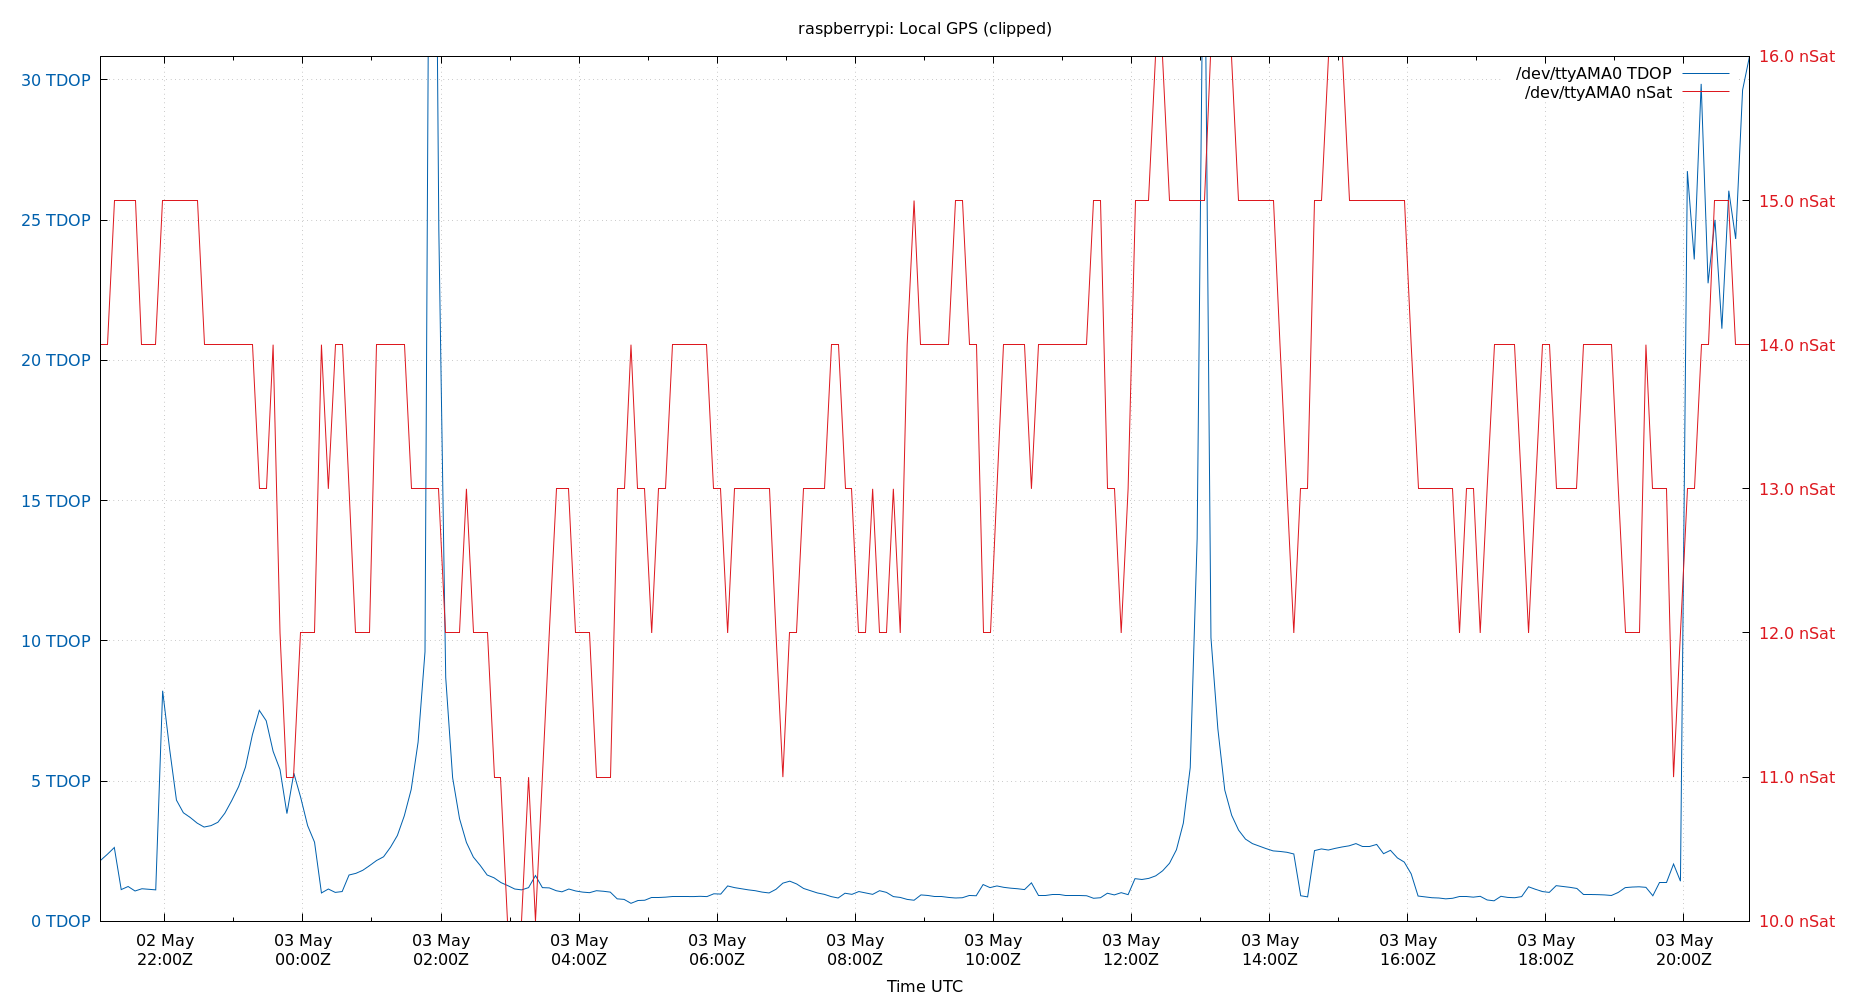 raspberrypi: Local GPS (clipped)
/dev/ttyAMA0 TDOP
/dev/ttyAMA0 nSat
30 TDOP
25 TDOP
20 TDOP
15 TDOP
10 TDOP
5 TDOP
0 TDOP
16.0 nSat
15.0 nSat
14.0 nSat
13.0 nSat
12.0 nSat
11.0 nSat
10.0 nSat
02 May
22:00Z
03 May
00:00Z
03 May
02:00Z
03 May
04:00Z
03 May
06:00Z
03 May
08:00Z
03 May
10:00Z
03 May
12:00Z
03 May
14:00Z
03 May
16:00Z
03 May
18:00Z
03 May
20:00Z
Time UTC